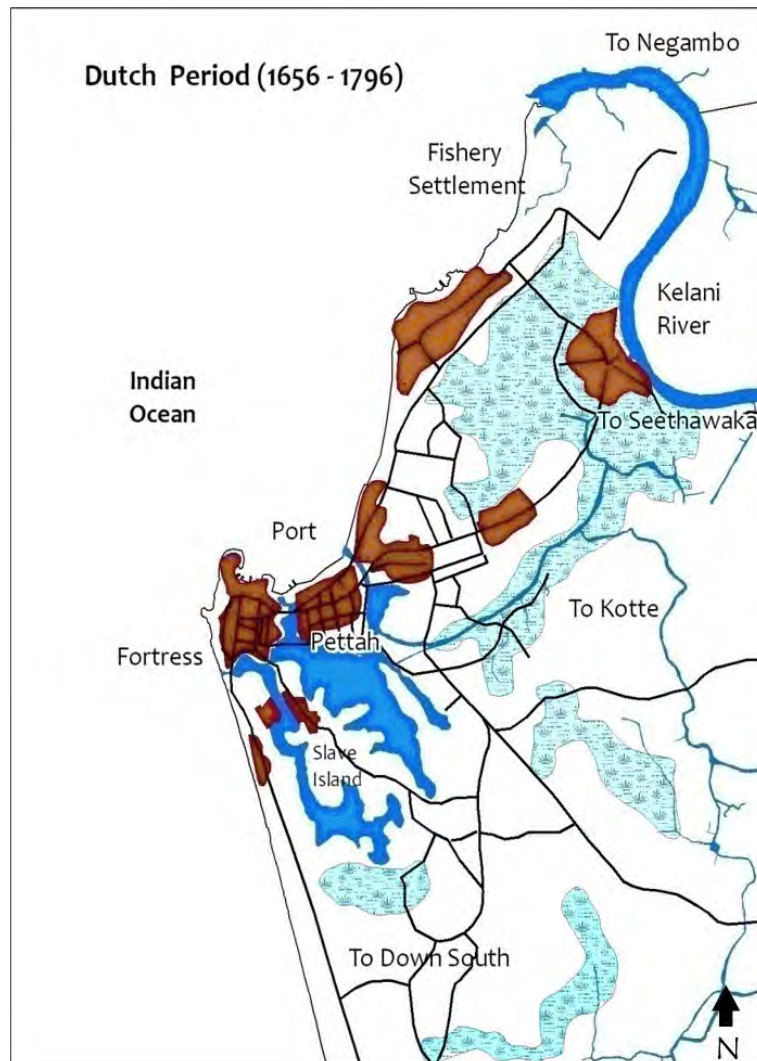 To Negambo
Dutch Period (1656 - 1796)
Fishery
Settlement
Kelani
River
Indian
Ocean
To Seethawaka
Port
To Kotte
Pettah
Fortress
Slave
Island
To Down South
N